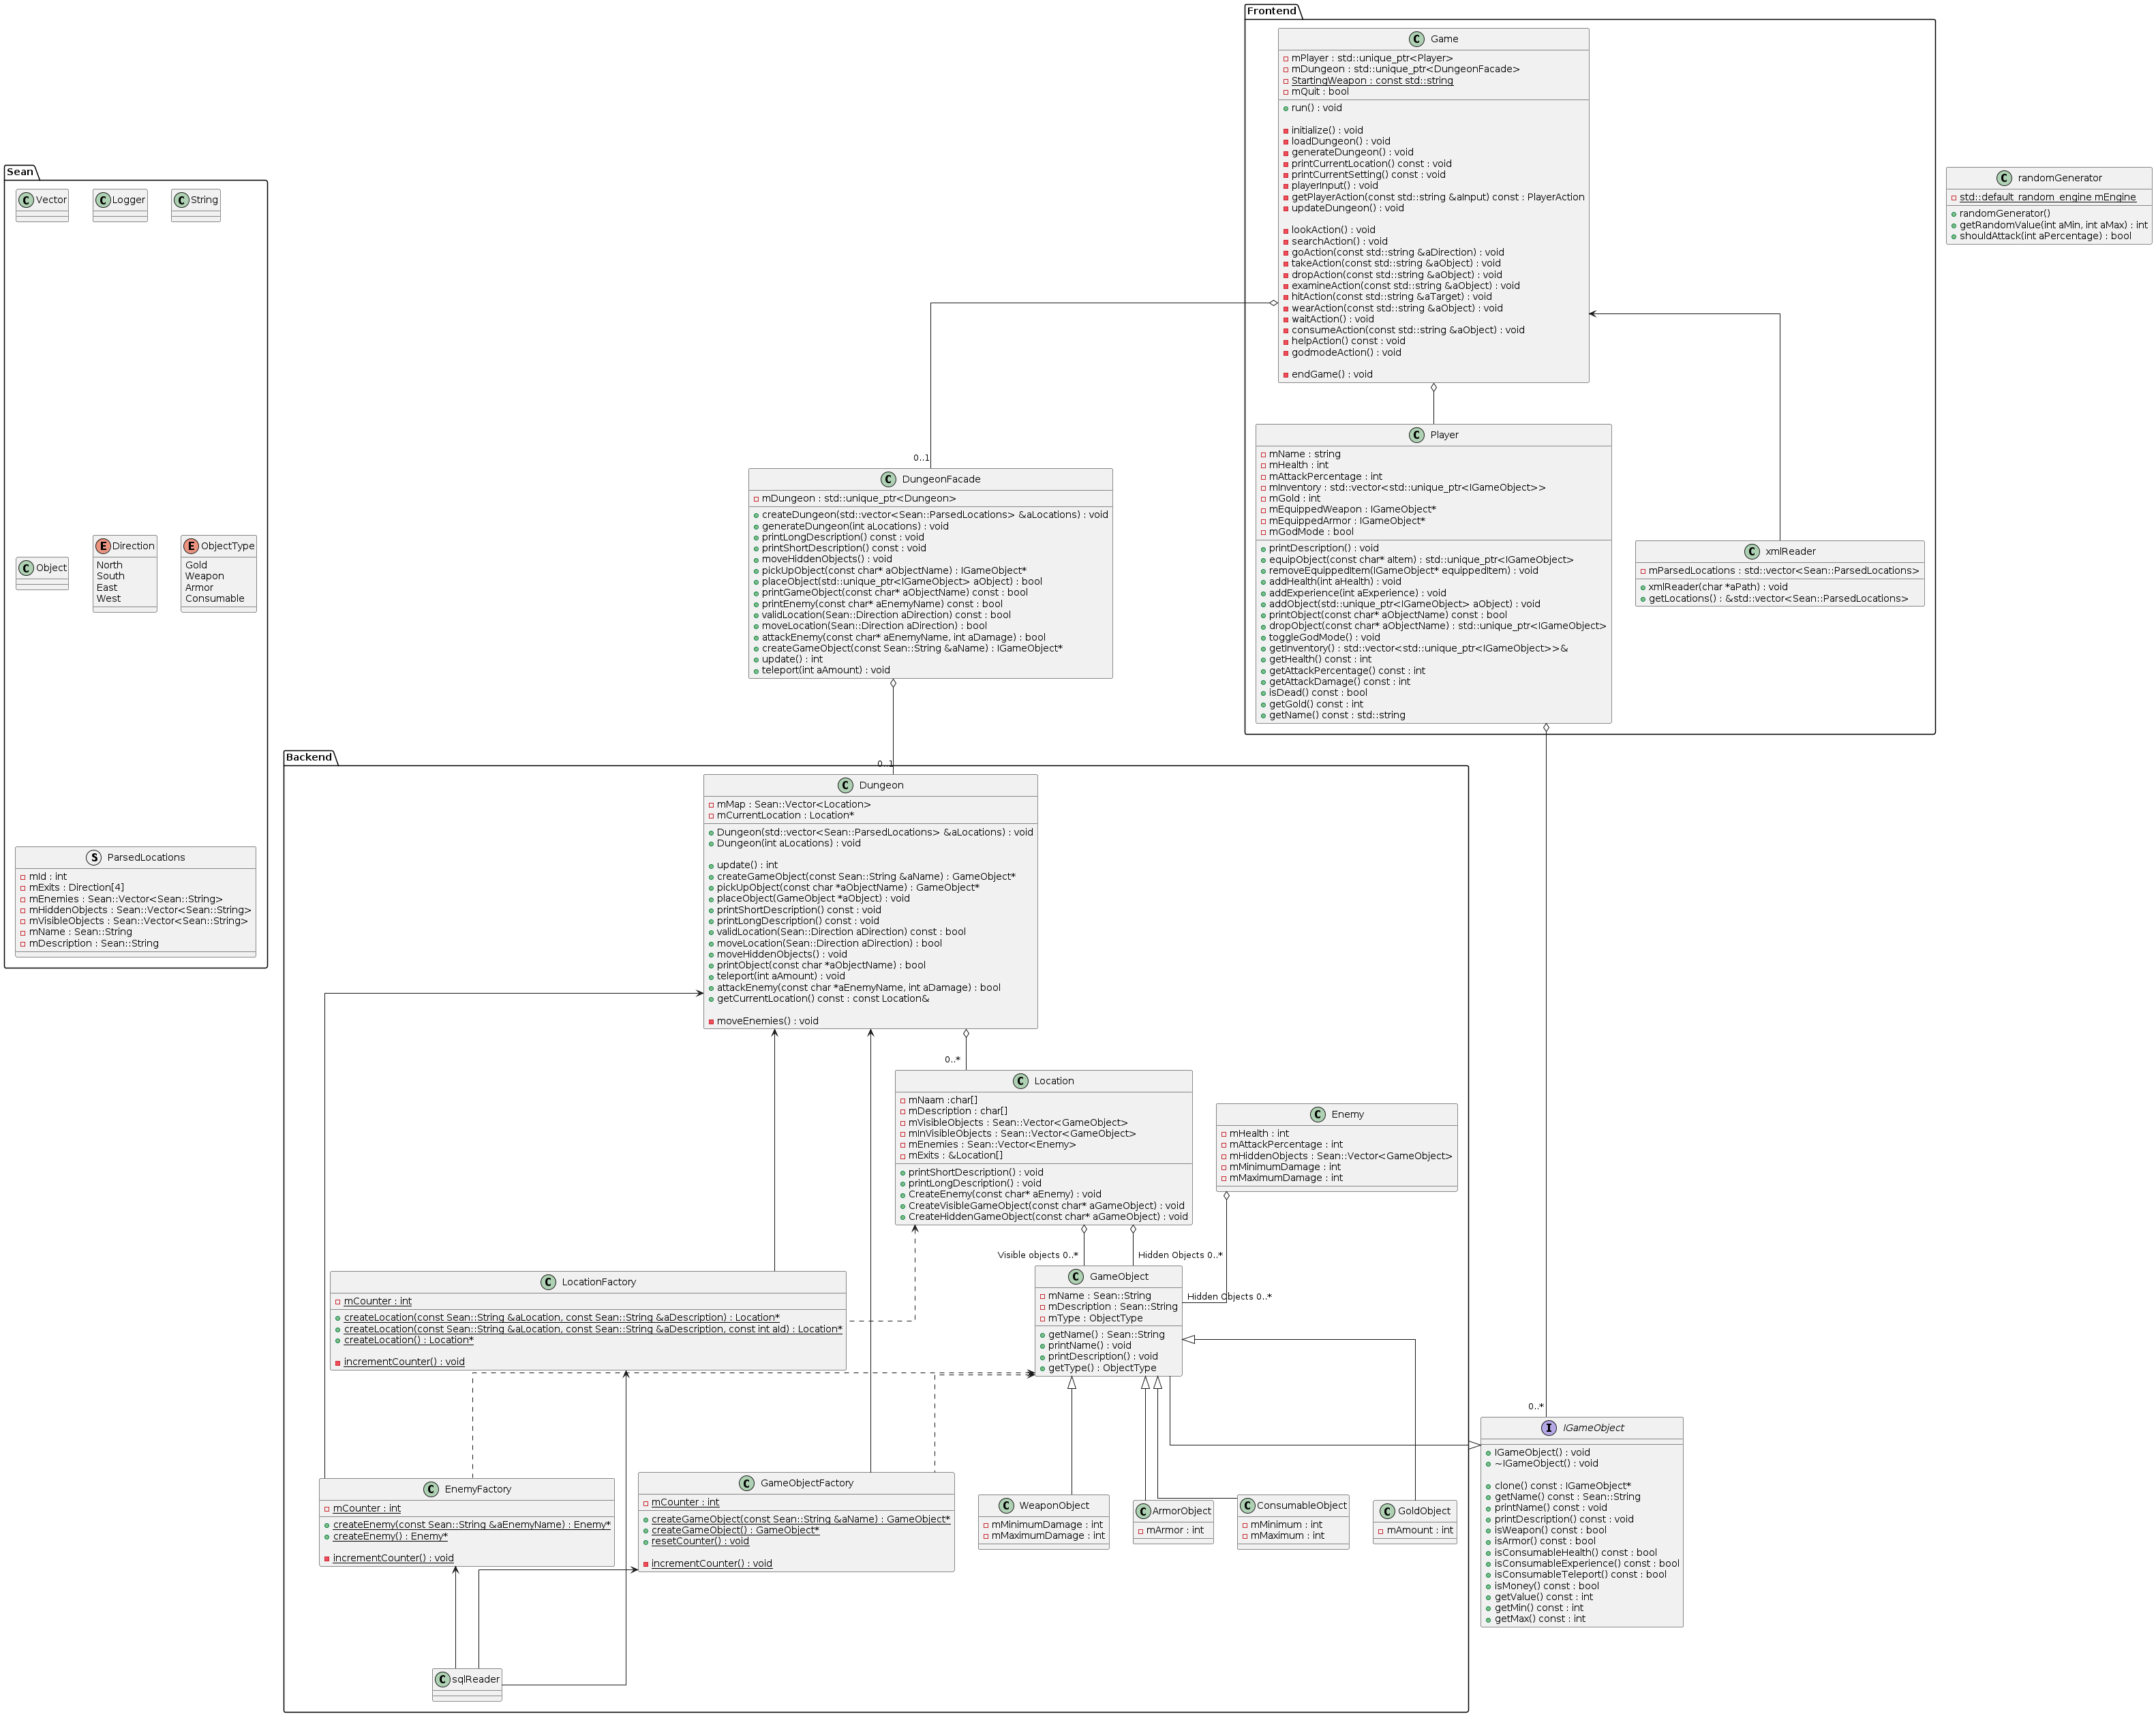 Frontend
C Game
mPlayer : std::unique_ptr<Player>
mDungeon : std::unique_ptr<DungeonFacade>
StartingWeapon : const std::string
mQuit : bool
run() : void
initialize() : void
loadDungeon() : void
generateDungeon() : void
printCurrentLocation() const : void
printCurrentSetting() const : void
playerInput() : void
getPlayerAction(const std::string &aInput) const : PlayerAction
updateDungeon() : void
lookAction() : void
searchAction() : void
goAction(const std::string &aDirection) : void
takeAction(const std::string &aObject) : void
dropAction(const std::string &aObject) : void
examineAction(const std::string &aObject) : void
hitAction(const std::string &aTarget) : void
wearAction(const std::string &aObject) : void
waitAction() : void
consumeAction(const std::string &aObject) : void
helpAction() const : void
godmodeAction() : void
endGame() : void
C randomGenerator
std::default_random_engine mEngine
randomGenerator()
getRandomValue(int aMin, int aMax) : int
shouldAttack(int aPercentage) : bool
Sean
C Vector
C Logger
C String
C Object
E Direction
North
South
East
West
E ObjectType
Gold
Weapon
Armor
Consumable
S ParsedLocations
mId : int
mExits : Direction[4]
mEnemies : Sean::Vector<Sean::String>
mHiddenObjects : Sean::Vector<Sean::String>
mVisibleObjects : Sean::Vector<Sean::String>
mName : Sean::String
mDescription : Sean::String
0..1
C DungeonFacade
mDungeon : std::unique_ptr<Dungeon>
createDungeon(std::vector<Sean::ParsedLocations> &aLocations) : void
generateDungeon(int aLocations) : void
printLongDescription() const : void
printShortDescription() const : void
moveHiddenObjects() : void
pickUpObject(const char* aObjectName) : IGameObject*
placeObject(std::unique_ptr<IGameObject> aObject) : bool
printGameObject(const char* aObjectName) const : bool
printEnemy(const char* aEnemyName) const : bool
validLocation(Sean::Direction aDirection) const : bool
moveLocation(Sean::Direction aDirection) : bool
attackEnemy(const char* aEnemyName, int aDamage) : bool
createGameObject(const Sean::String &aName) : IGameObject*
update() : int
teleport(int aAmount) : void
C Player
mName : string
mHealth : int
mAttackPercentage : int
mInventory : std::vector<std::unique_ptr<IGameObject>>
mGold : int
mEquippedWeapon : IGameObject*
mEquippedArmor : IGameObject*
mGodMode : bool
printDescription() : void
equipObject(const char* aItem) : std::unique_ptr<IGameObject>
removeEquippedItem(IGameObject* equippedItem) : void
addHealth(int aHealth) : void
addExperience(int aExperience) : void
addObject(std::unique_ptr<IGameObject> aObject) : void
printObject(const char* aObjectName) const : bool
dropObject(const char* aObjectName) : std::unique_ptr<IGameObject>
toggleGodMode() : void
getInventory() : std::vector<std::unique_ptr<IGameObject>>&
getHealth() const : int
getAttackPercentage() const : int
getAttackDamage() const : int
isDead() const : bool
getGold() const : int
getName() const : std::string
C xmlReader
mParsedLocations : std::vector<Sean::ParsedLocations>
xmlReader(char *aPath) : void
getLocations() : &std::vector<Sean::ParsedLocations>
Backend
0..1
C Dungeon
mMap : Sean::Vector<Location>
mCurrentLocation : Location*
Dungeon(std::vector<Sean::ParsedLocations> &aLocations) : void
Dungeon(int aLocations) : void
update() : int
createGameObject(const Sean::String &aName) : GameObject*
pickUpObject(const char *aObjectName) : GameObject*
placeObject(GameObject *aObject) : void
printShortDescription() const : void
printLongDescription() const : void
validLocation(Sean::Direction aDirection) const : bool
moveLocation(Sean::Direction aDirection) : bool
moveHiddenObjects() : void
printObject(const char *aObjectName) : bool
teleport(int aAmount) : void
attackEnemy(const char *aEnemyName, int aDamage) : bool
getCurrentLocation() const : const Location&
moveEnemies() : void
0..*
C Location
mNaam :char[]
mDescription : char[]
mVisibleObjects : Sean::Vector<GameObject>
mInVisibleObjects : Sean::Vector<GameObject>
mEnemies : Sean::Vector<Enemy>
mExits : &Location[]
printShortDescription() : void
printLongDescription() : void
CreateEnemy(const char* aEnemy) : void
CreateVisibleGameObject(const char* aGameObject) : void
CreateHiddenGameObject(const char* aGameObject) : void
C Enemy
mHealth : int
mAttackPercentage : int
mHiddenObjects : Sean::Vector<GameObject>
mMinimumDamage : int
mMaximumDamage : int
Visible objects 0..*
Hidden Objects 0..*
C LocationFactory
mCounter : int
createLocation(const Sean::String &aLocation, const Sean::String &aDescription) : Location*
createLocation(const Sean::String &aLocation, const Sean::String &aDescription, const int aId) : Location*
createLocation() : Location*
incrementCounter() : void
C GameObject
mName : Sean::String
mDescription : Sean::String
mType : ObjectType
getName() : Sean::String
printName() : void
printDescription() : void
getType() : ObjectType
Hidden Objects 0..*
0..*
I IGameObject
IGameObject() : void
~IGameObject() : void
clone() const : IGameObject*
getName() const : Sean::String
printName() const : void
printDescription() const : void
isWeapon() const : bool
isArmor() const : bool
isConsumableHealth() const : bool
isConsumableExperience() const : bool
isConsumableTeleport() const : bool
isMoney() const : bool
getValue() const : int
getMin() const : int
getMax() const : int
C EnemyFactory
mCounter : int
createEnemy(const Sean::String &aEnemyName) : Enemy*
createEnemy() : Enemy*
incrementCounter() : void
C GameObjectFactory
mCounter : int
createGameObject(const Sean::String &aName) : GameObject*
createGameObject() : GameObject*
resetCounter() : void
incrementCounter() : void
C WeaponObject
mMinimumDamage : int
mMaximumDamage : int
C ArmorObject
mArmor : int
C ConsumableObject
mMinimum : int
mMaximum : int
C GoldObject
mAmount : int
C sqlReader